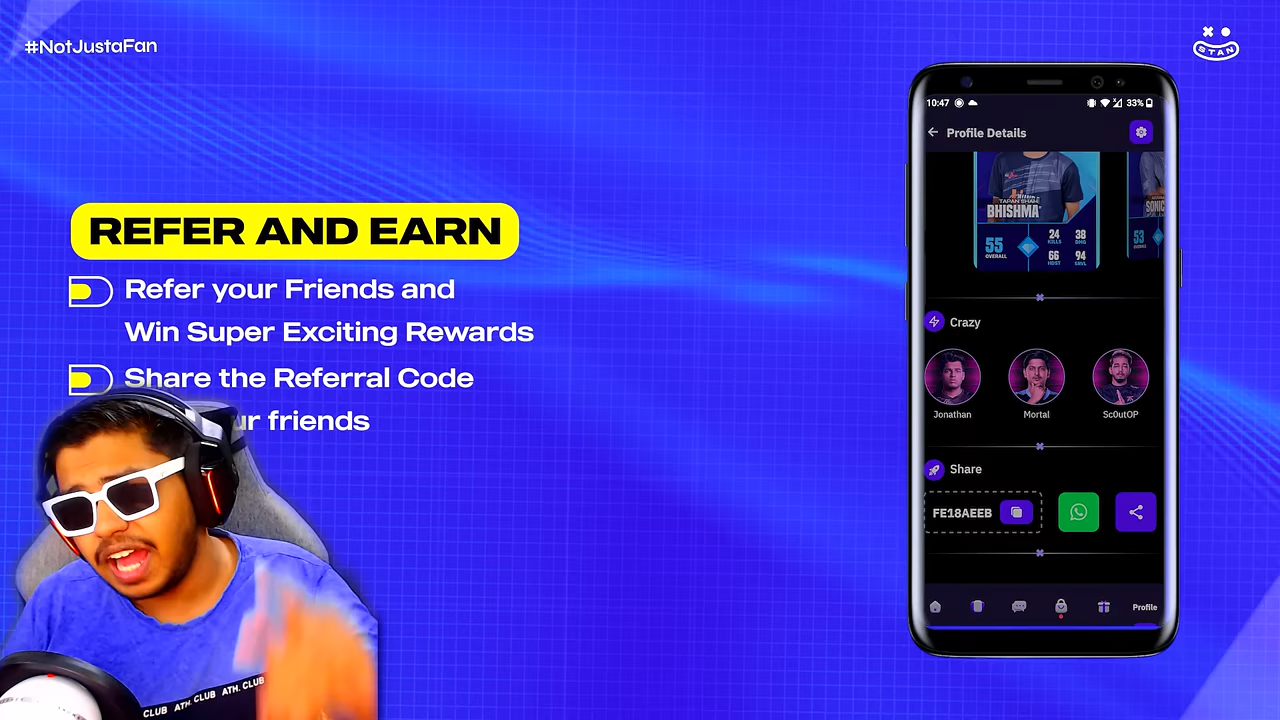 #NotJustaFan
STAN
REFER AND EARN
Refer your Friends and
Win Super Exciting Rewards
Share the Referral Code
ur friends
10:47
33%
Profile Details
TAPAN SHAH
BHISHMA
SONIC
55
OVERALL
24
KILLS
38
DMG
66
HDST
94
SRVL
53
Crazy
Jonathan
Mortal
Sc0utOP
Share
FE18AEEB
Profile
CLUB ATH. CLUB ATH. CLUB